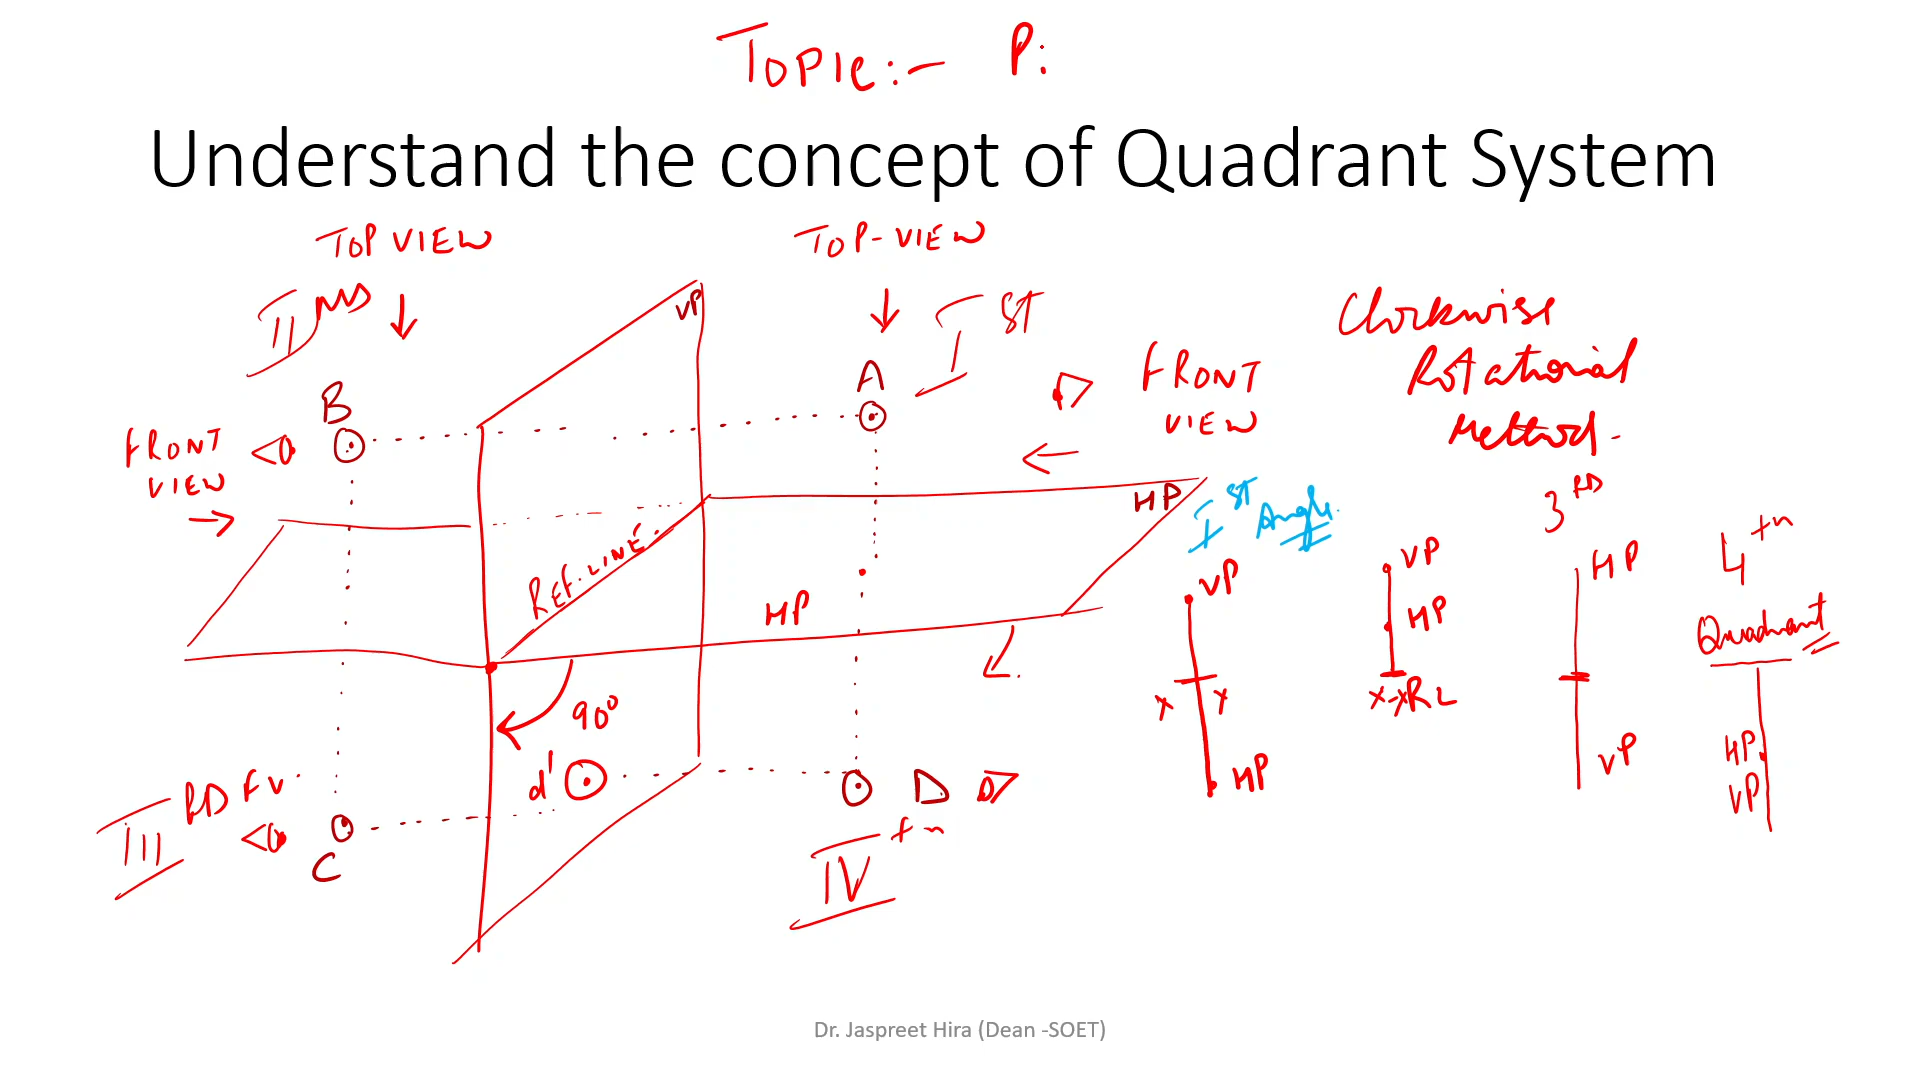 TOPIC:- P:
Understand the concept of Quadrant System
TOP VIEW
TOP-VIEW
II ND
I ST
VP
A
B
FRONT
VIEW
FRONT
VIEW
Clockwise
Rotational
Method.
HP
REF. LINE.
HP
90°
d'
III RD
FV
C
D
IV th
I ST Angle
VP
X
Y
HP
VP
HP
X-Y RL
3 RD
HP
VP
4 th
Quadrant
HP
VP
Dr. Jaspreet Hira (Dean -SOET)